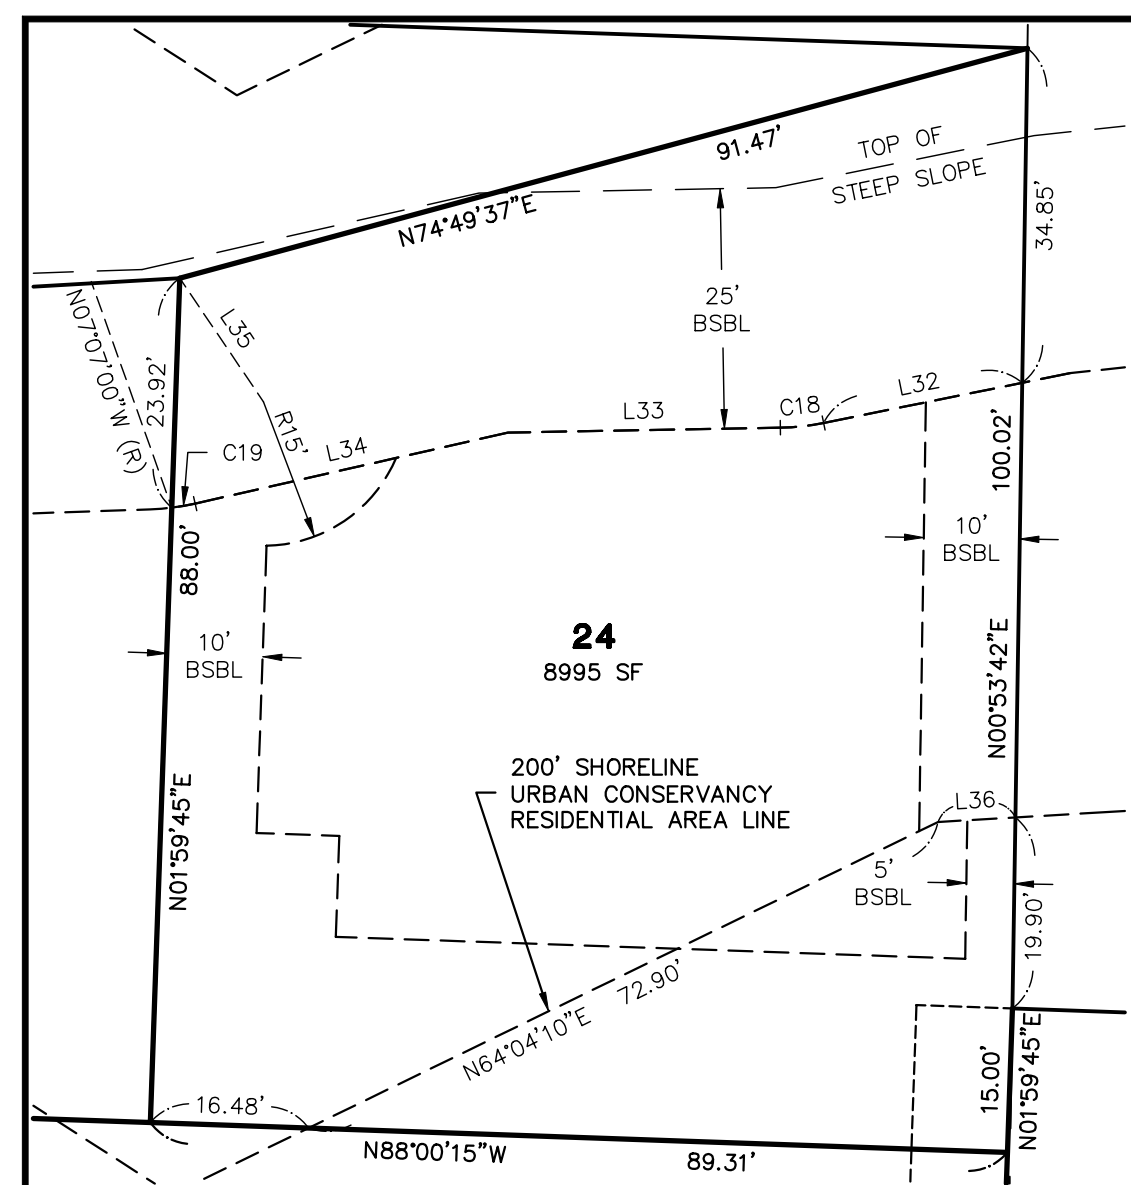 91.47'
TOP OF
STEEP SLOPE
N74°49'37"E
34.85'
25'
BSBL
L35
N07°07'00"W (R)
23.92'
R15'
C19
L34
L33
C18
L32
100.02'
88.00'
10'
BSBL
10'
BSBL
24
8995 SF
N00°53'42"E
200' SHORELINE
URBAN CONSERVANCY
RESIDENTIAL AREA LINE
L36
N01°59'45"E
5'
BSBL
19.90'
72.90'
N64°04'10"E
15.00'
N01°59'45"E
16.48'
N88°00'15"W
89.31'